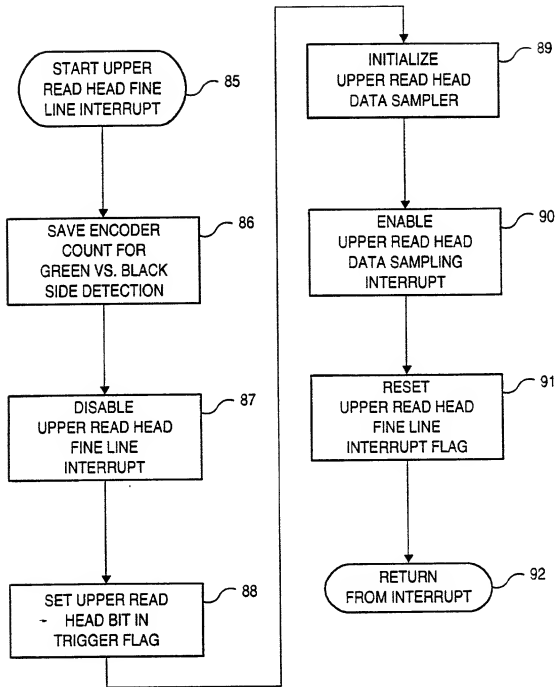 START UPPER
READ HEAD FINE
LINE INTERRUPT
85
SAVE ENCODER
COUNT FOR
GREEN VS. BLACK
SIDE DETECTION
86
DISABLE
UPPER READ HEAD
FINE LINE
INTERRUPT
87
SET UPPER READ
HEAD BIT IN
TRIGGER FLAG
88
INITIALIZE
UPPER READ HEAD
DATA SAMPLER
89
ENABLE
UPPER READ HEAD
DATA SAMPLING
INTERRUPT
90
RESET
UPPER READ HEAD
FINE LINE
INTERRUPT FLAG
91
RETURN
FROM INTERRUPT
92